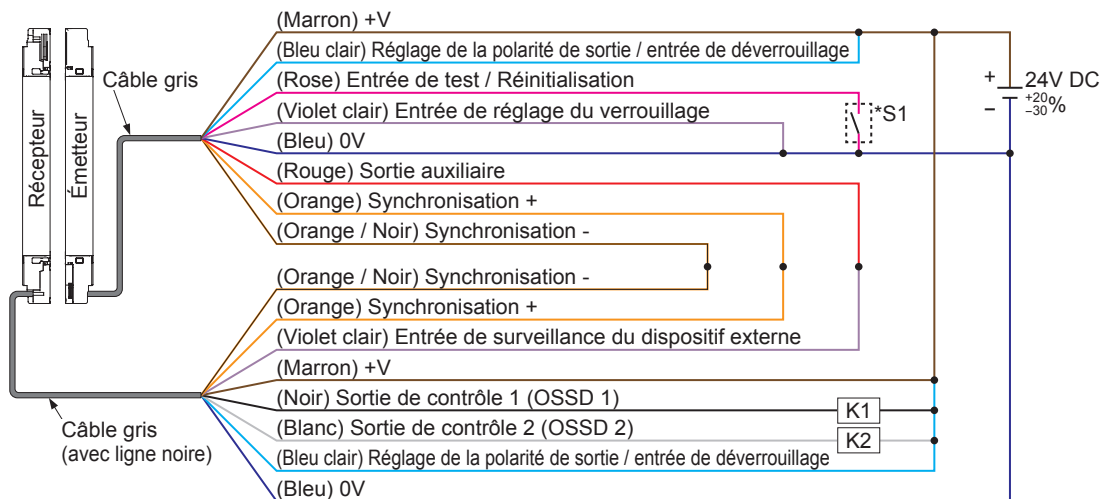 (Marron) +V
(Bleu clair) Réglage de la polarité de sortie / entrée de déverrouillage
(Rose) Entrée de test / Réinitialisation
(Violet clair) Entrée de réglage du verrouillage
(Bleu) 0V
(Rouge) Sortie auxiliaire
(Orange) Synchronisation +
(Orange / Noir) Synchronisation -
(Orange / Noir) Synchronisation -
(Orange) Synchronisation +
(Violet clair) Entrée de surveillance du dispositif externe
(Marron) +V
(Noir) Sortie de contrôle 1 (OSSD 1)
(Blanc) Sortie de contrôle 2 (OSSD 2)
(Bleu clair) Réglage de la polarité de sortie / entrée de déverrouillage
(Bleu) 0V
Câble gris
Récepteur
Émetteur
Câble gris
(avec ligne noire)
*S1
K1
K2
+
−
24V DC
+20
−30 %